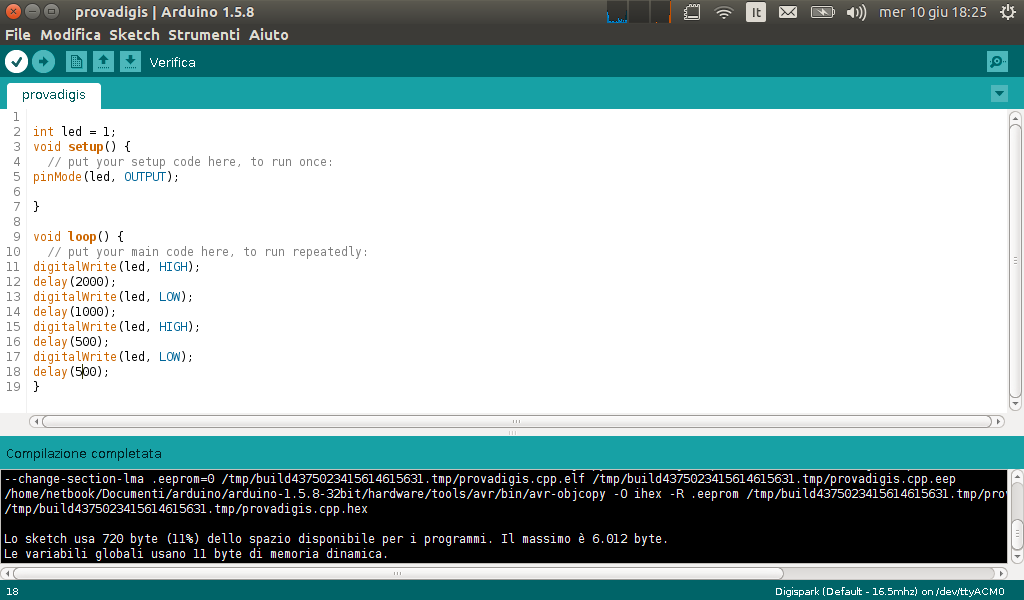 provadigis | Arduino 1.5.8
It
mer 10 giu 18:25
File Modifica Sketch Strumenti Aiuto
Verifica
provadigis
1
2 int led = 1;
3 void setup() {
4   // put your setup code here, to run once:
5 pinMode(led, OUTPUT);
6
7 }
8
9 void loop() {
10   // put your main code here, to run repeatedly:
11 digitalWrite(led, HIGH);
12 delay(2000);
13 digitalWrite(led, LOW);
14 delay(1000);
15 digitalWrite(led, HIGH);
16 delay(500);
17 digitalWrite(led, LOW);
18 delay(500);
19 }
Compilazione completata
--change-section-lma .eeprom=0 /tmp/build4375023415614615631.tmp/provadigis.cpp.elf /tmp/build4375023415614615631.tmp/provadigis.cpp.eep
/home/netbook/Documenti/arduino/arduino-1.5.8-32bit/hardware/tools/avr/bin/avr-objcopy -O ihex -R .eeprom /tmp/build4375023415614615631.tmp/prov
/tmp/build4375023415614615631.tmp/provadigis.cpp.hex
Lo sketch usa 720 byte (11%) dello spazio disponibile per i programmi. Il massimo è 6.012 byte.
Le variabili globali usano 11 byte di memoria dinamica.
18
Digispark (Default - 16.5mhz) on /dev/ttyACM0